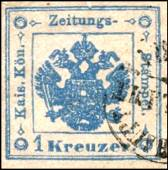 Zeitungs-
Kais. Kön.
Stempel
1 Kreuzer